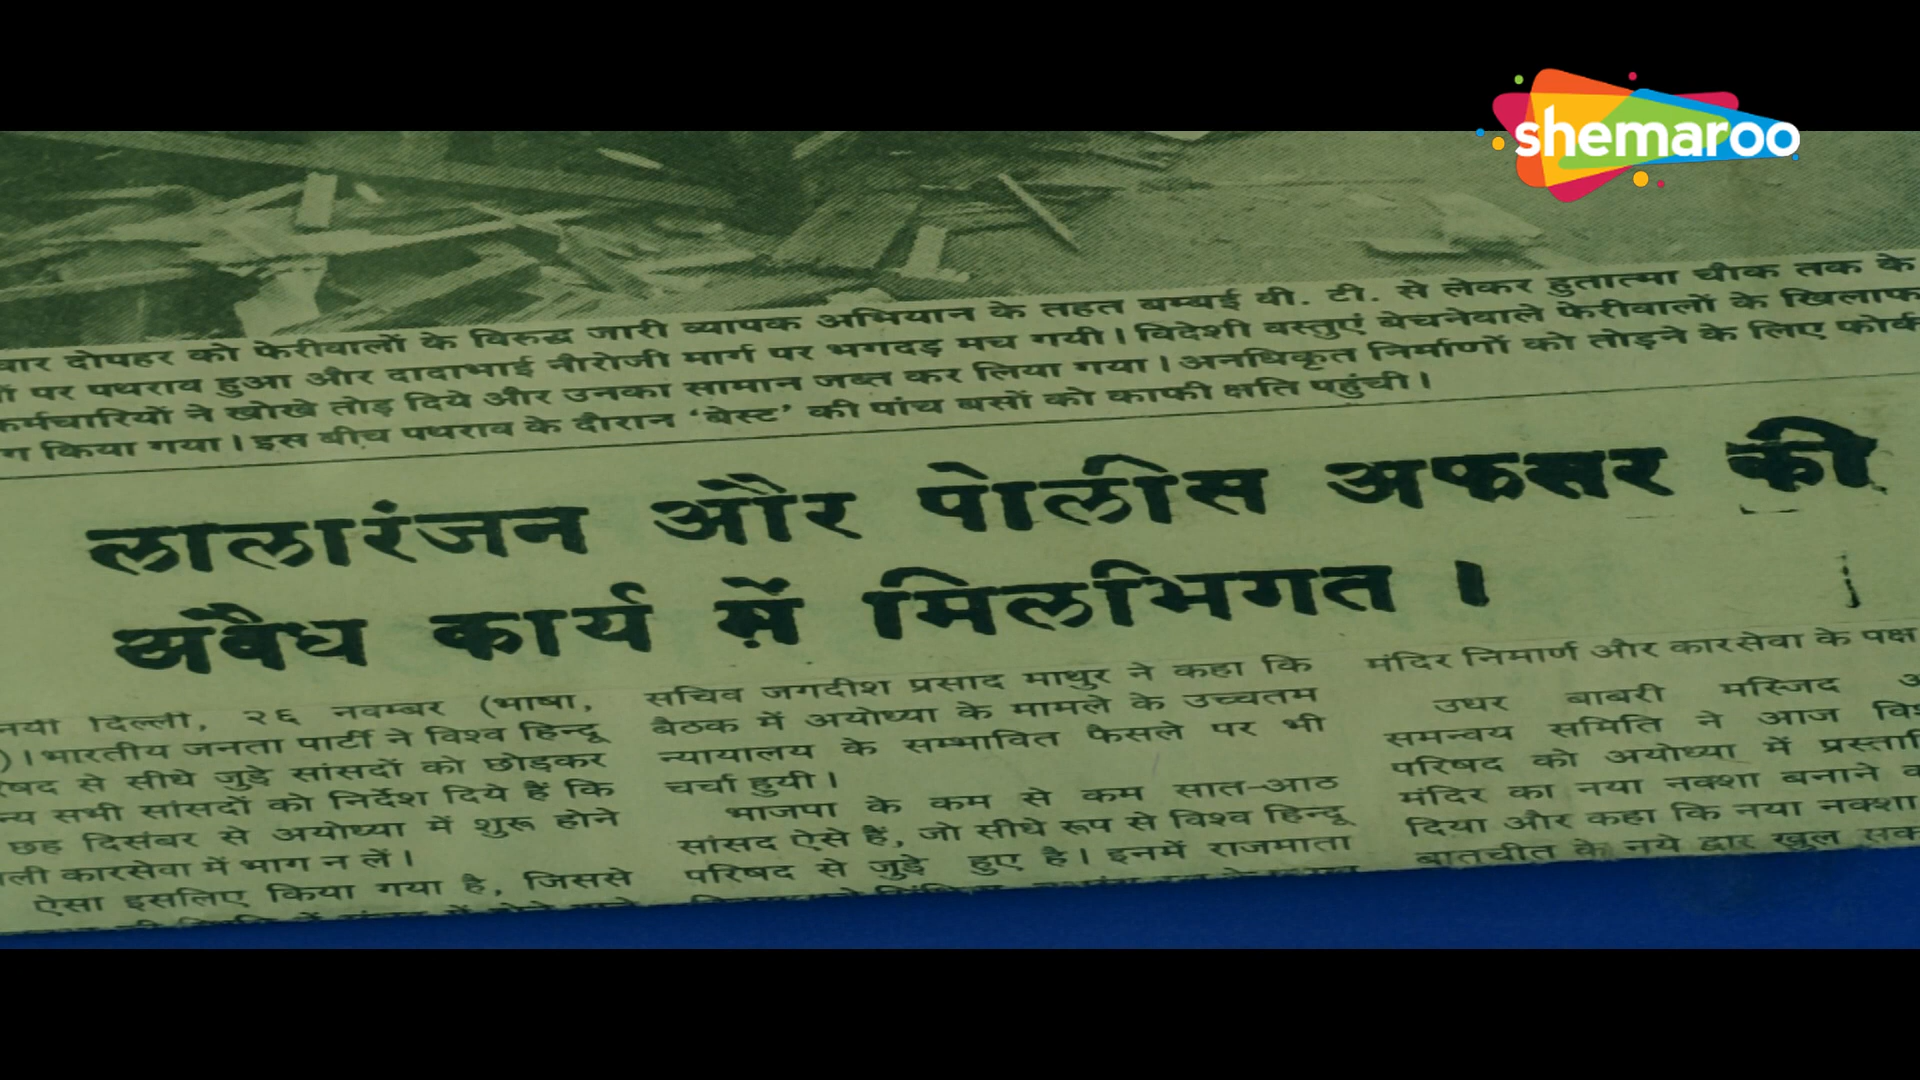 shemaroo
वार दोपहर को फेरीवालों के विरुद्ध जारी व्यापक अभियान के तहत बम्बई वी. टी. से लेकर हुतात्मा चौक तक के
पर पथराव हुआ और दादाभाई नौरोजी मार्ग पर भगदड़ मच गयी। विदेशी वस्तुएं बेचनेवाले फेरीवालों के खिलाफ
कर्मचारियों ने खोखे तोड़ दिये और उनका सामान जब्त कर लिया गया। अनधिकृत निर्माणों को तोड़ने के लिए फोर्क
ग किया गया। इस बीच पथराव के दौरान ‘बेस्ट’ की पांच बसों को काफी क्षति पहुंची।
लालारंजन और पोलीस अफसर की
अवैध कार्य में मिलभिगत।
नयी दिल्ली, २६ नवम्बर (भाषा,
)। भारतीय जनता पार्टी ने विश्व हिन्दू
रषद से सीधे जुड़े सांसदों को छोड़कर
न्य सभी सांसदों को निर्देश दिये हैं कि
छह दिसंबर से अयोध्या में शुरू होने
ली कारसेवा में भाग न लें।
ऐसा इसलिए किया गया है, जिससे
सचिव जगदीश प्रसाद माथुर ने कहा कि
बैठक में अयोध्या के मामले के उच्चतम
न्यायालय के सम्भावित फैसले पर भी
चर्चा हुयी।
भाजपा के कम से कम सात-आठ
सांसद ऐसे हैं, जो सीधे रूप से विश्व हिन्दू
परिषद से जुड़े हुए है। इनमें राजमाता
मंदिर निमार्ण और कारसेवा के पक्ष
उधर बाबरी मस्जिद
समन्वय समिति ने आज विश
परिषद को अयोध्या में प्रस्तावि
मंदिर का नया नक्शा बनाने
दिया और कहा कि नया नक्शा
बातचीत के नये द्वार खुल सक